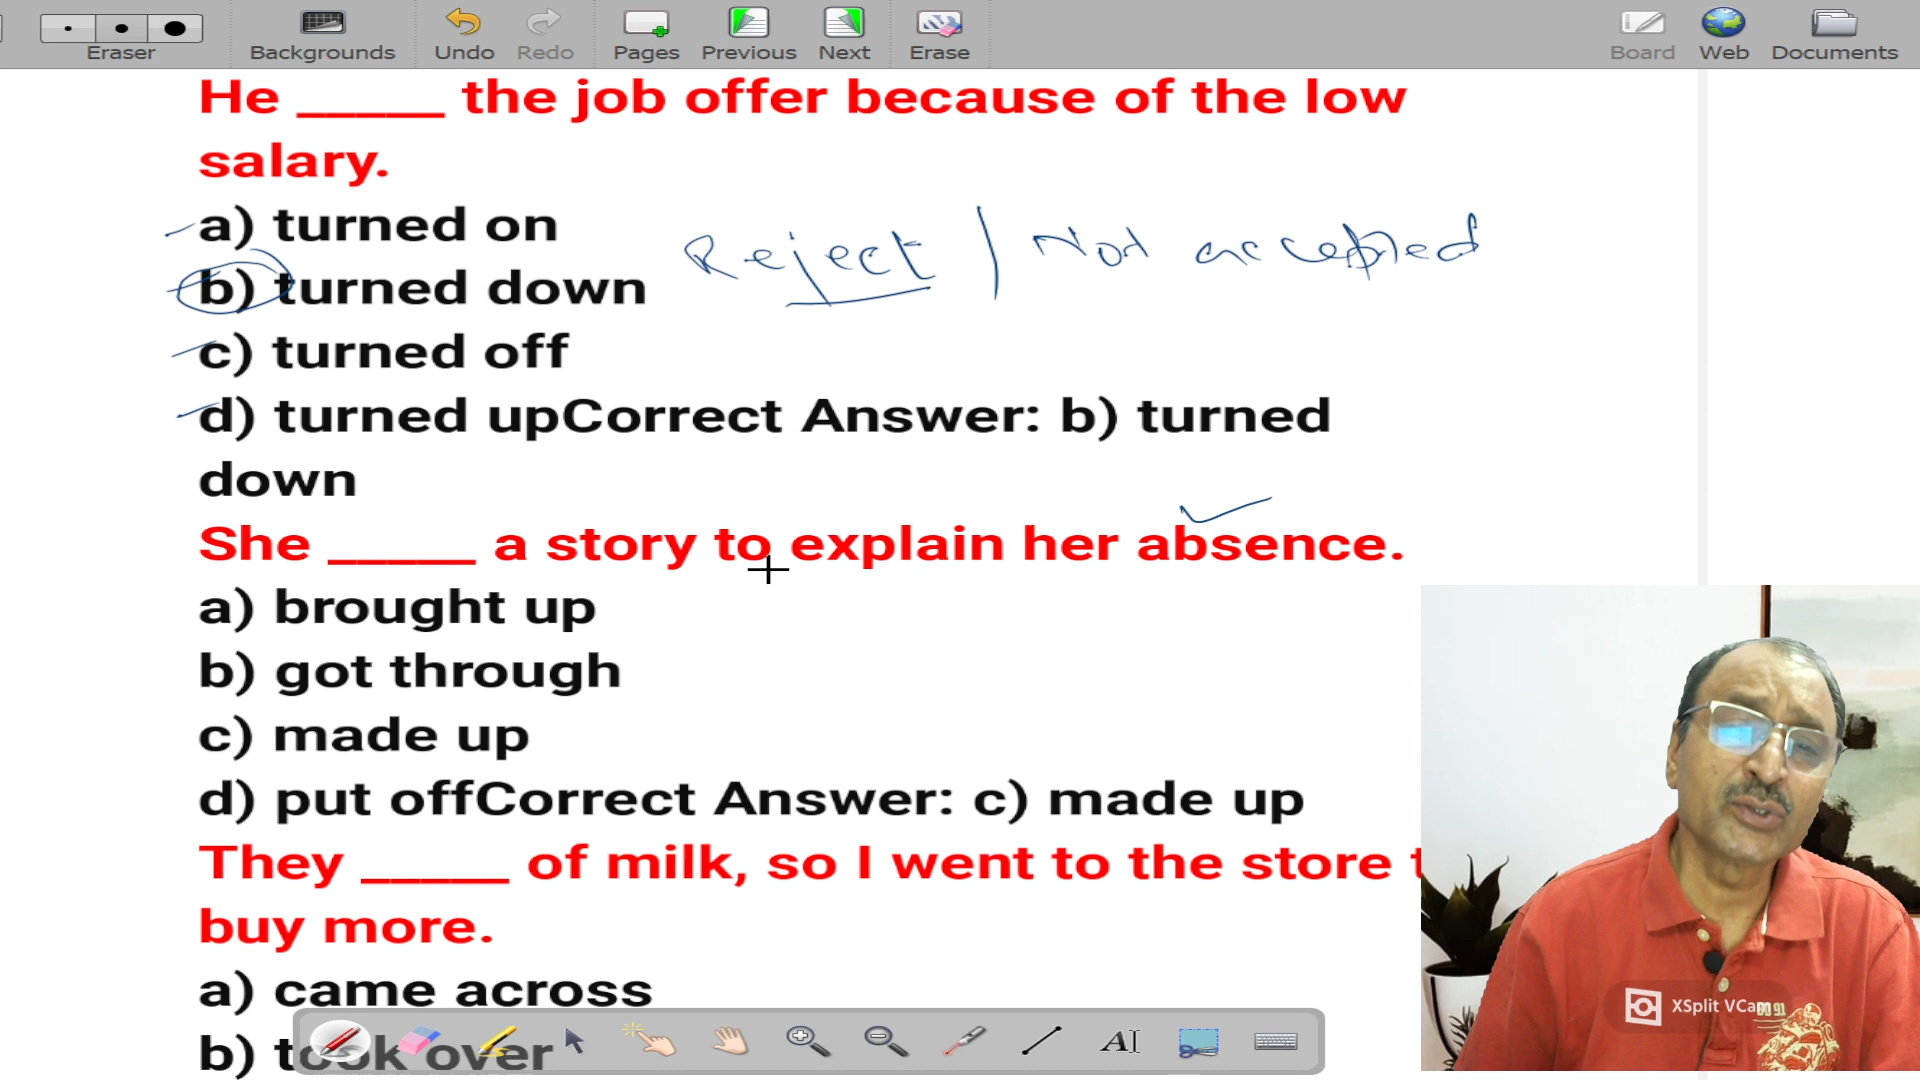 Eraser Backgrounds Undo Redo Pages Previous Next Erase Board Web Documents
He _____ the job offer because of the low
salary.
a) turned on
Reject / Not accepted
b) turned down
c) turned off
d) turned upCorrect Answer: b) turned
down
She _____ a story to explain her absence.
a) brought up
b) got through
c) made up
d) put offCorrect Answer: c) made up
They _____ of milk, so I went to the store t
buy more.
a) came across
b) took over
XSplit VCam